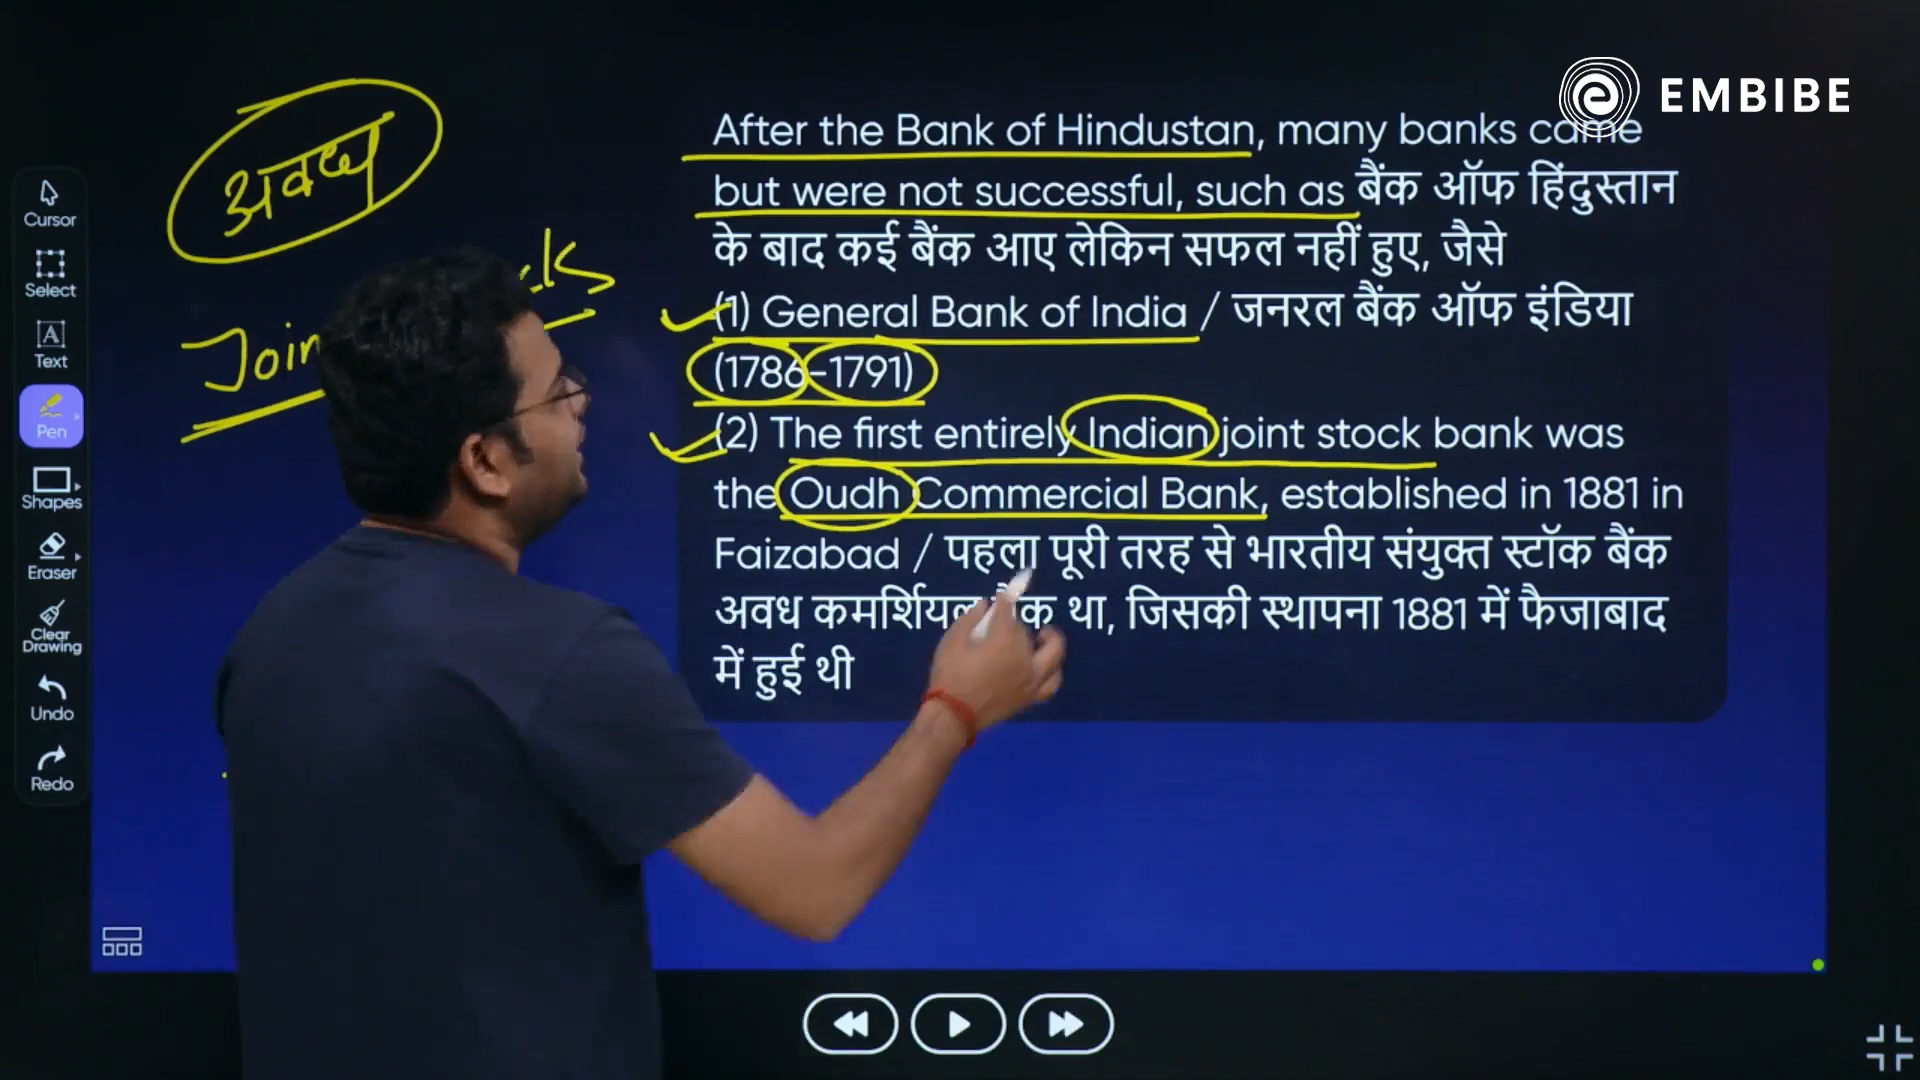 EMBIBE
अवध
Join
Cursor
Select
Text
Pen
Shapes
Eraser
Clear
Drawing
Undo
Redo
After the Bank of Hindustan, many banks came
but were not successful, such as बैंक ऑफ हिंदुस्तान
के बाद कई बैंक आए लेकिन सफल नहीं हुए, जैसे
(1) General Bank of India / जनरल बैंक ऑफ इंडिया
(1786-1791)
(2) The first entirely Indian joint stock bank was
the Oudh Commercial Bank, established in 1881 in
Faizabad / पहला पूरी तरह से भारतीय संयुक्त स्टॉक बैंक
अवध कमर्शियल बैंक था, जिसकी स्थापना 1881 में फैजाबाद
में हुई थी